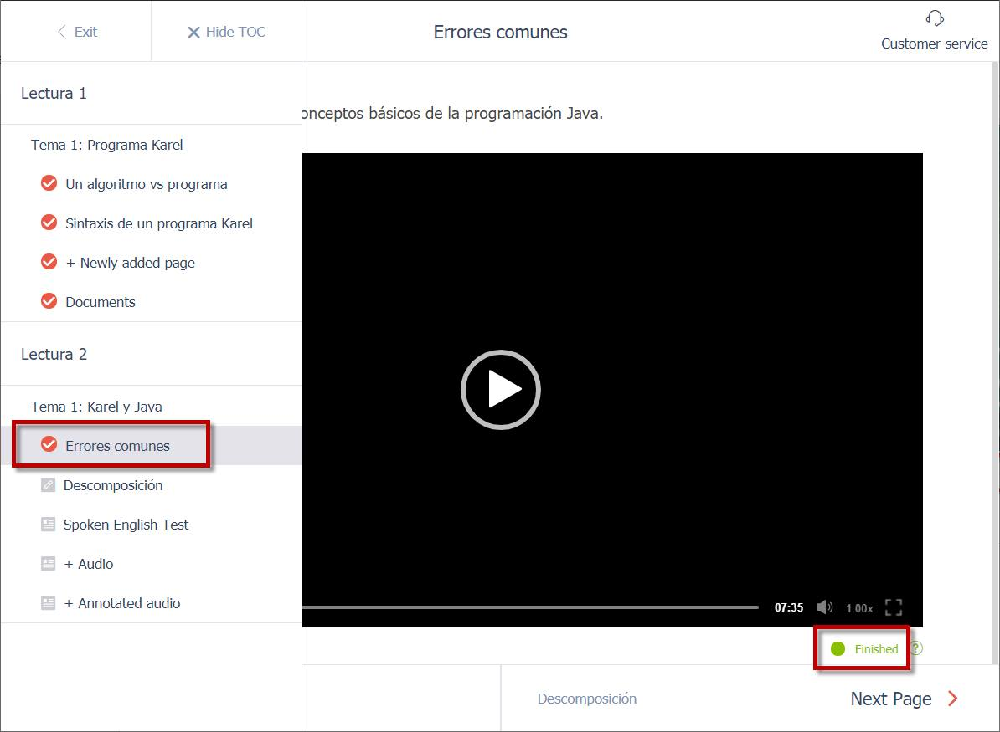 Exit
Hide TOC
Errores comunes
Customer service
Lectura 1
Tema 1: Programa Karel
Un algoritmo vs programa
Sintaxis de un programa Karel
+ Newly added page
Documents
Lectura 2
Tema 1: Karel y Java
Errores comunes
Descomposición
Spoken English Test
+ Audio
+ Annotated audio
onceptos básicos de la programación Java.
07:35
1.00x
Finished ?
Descomposición
Next Page